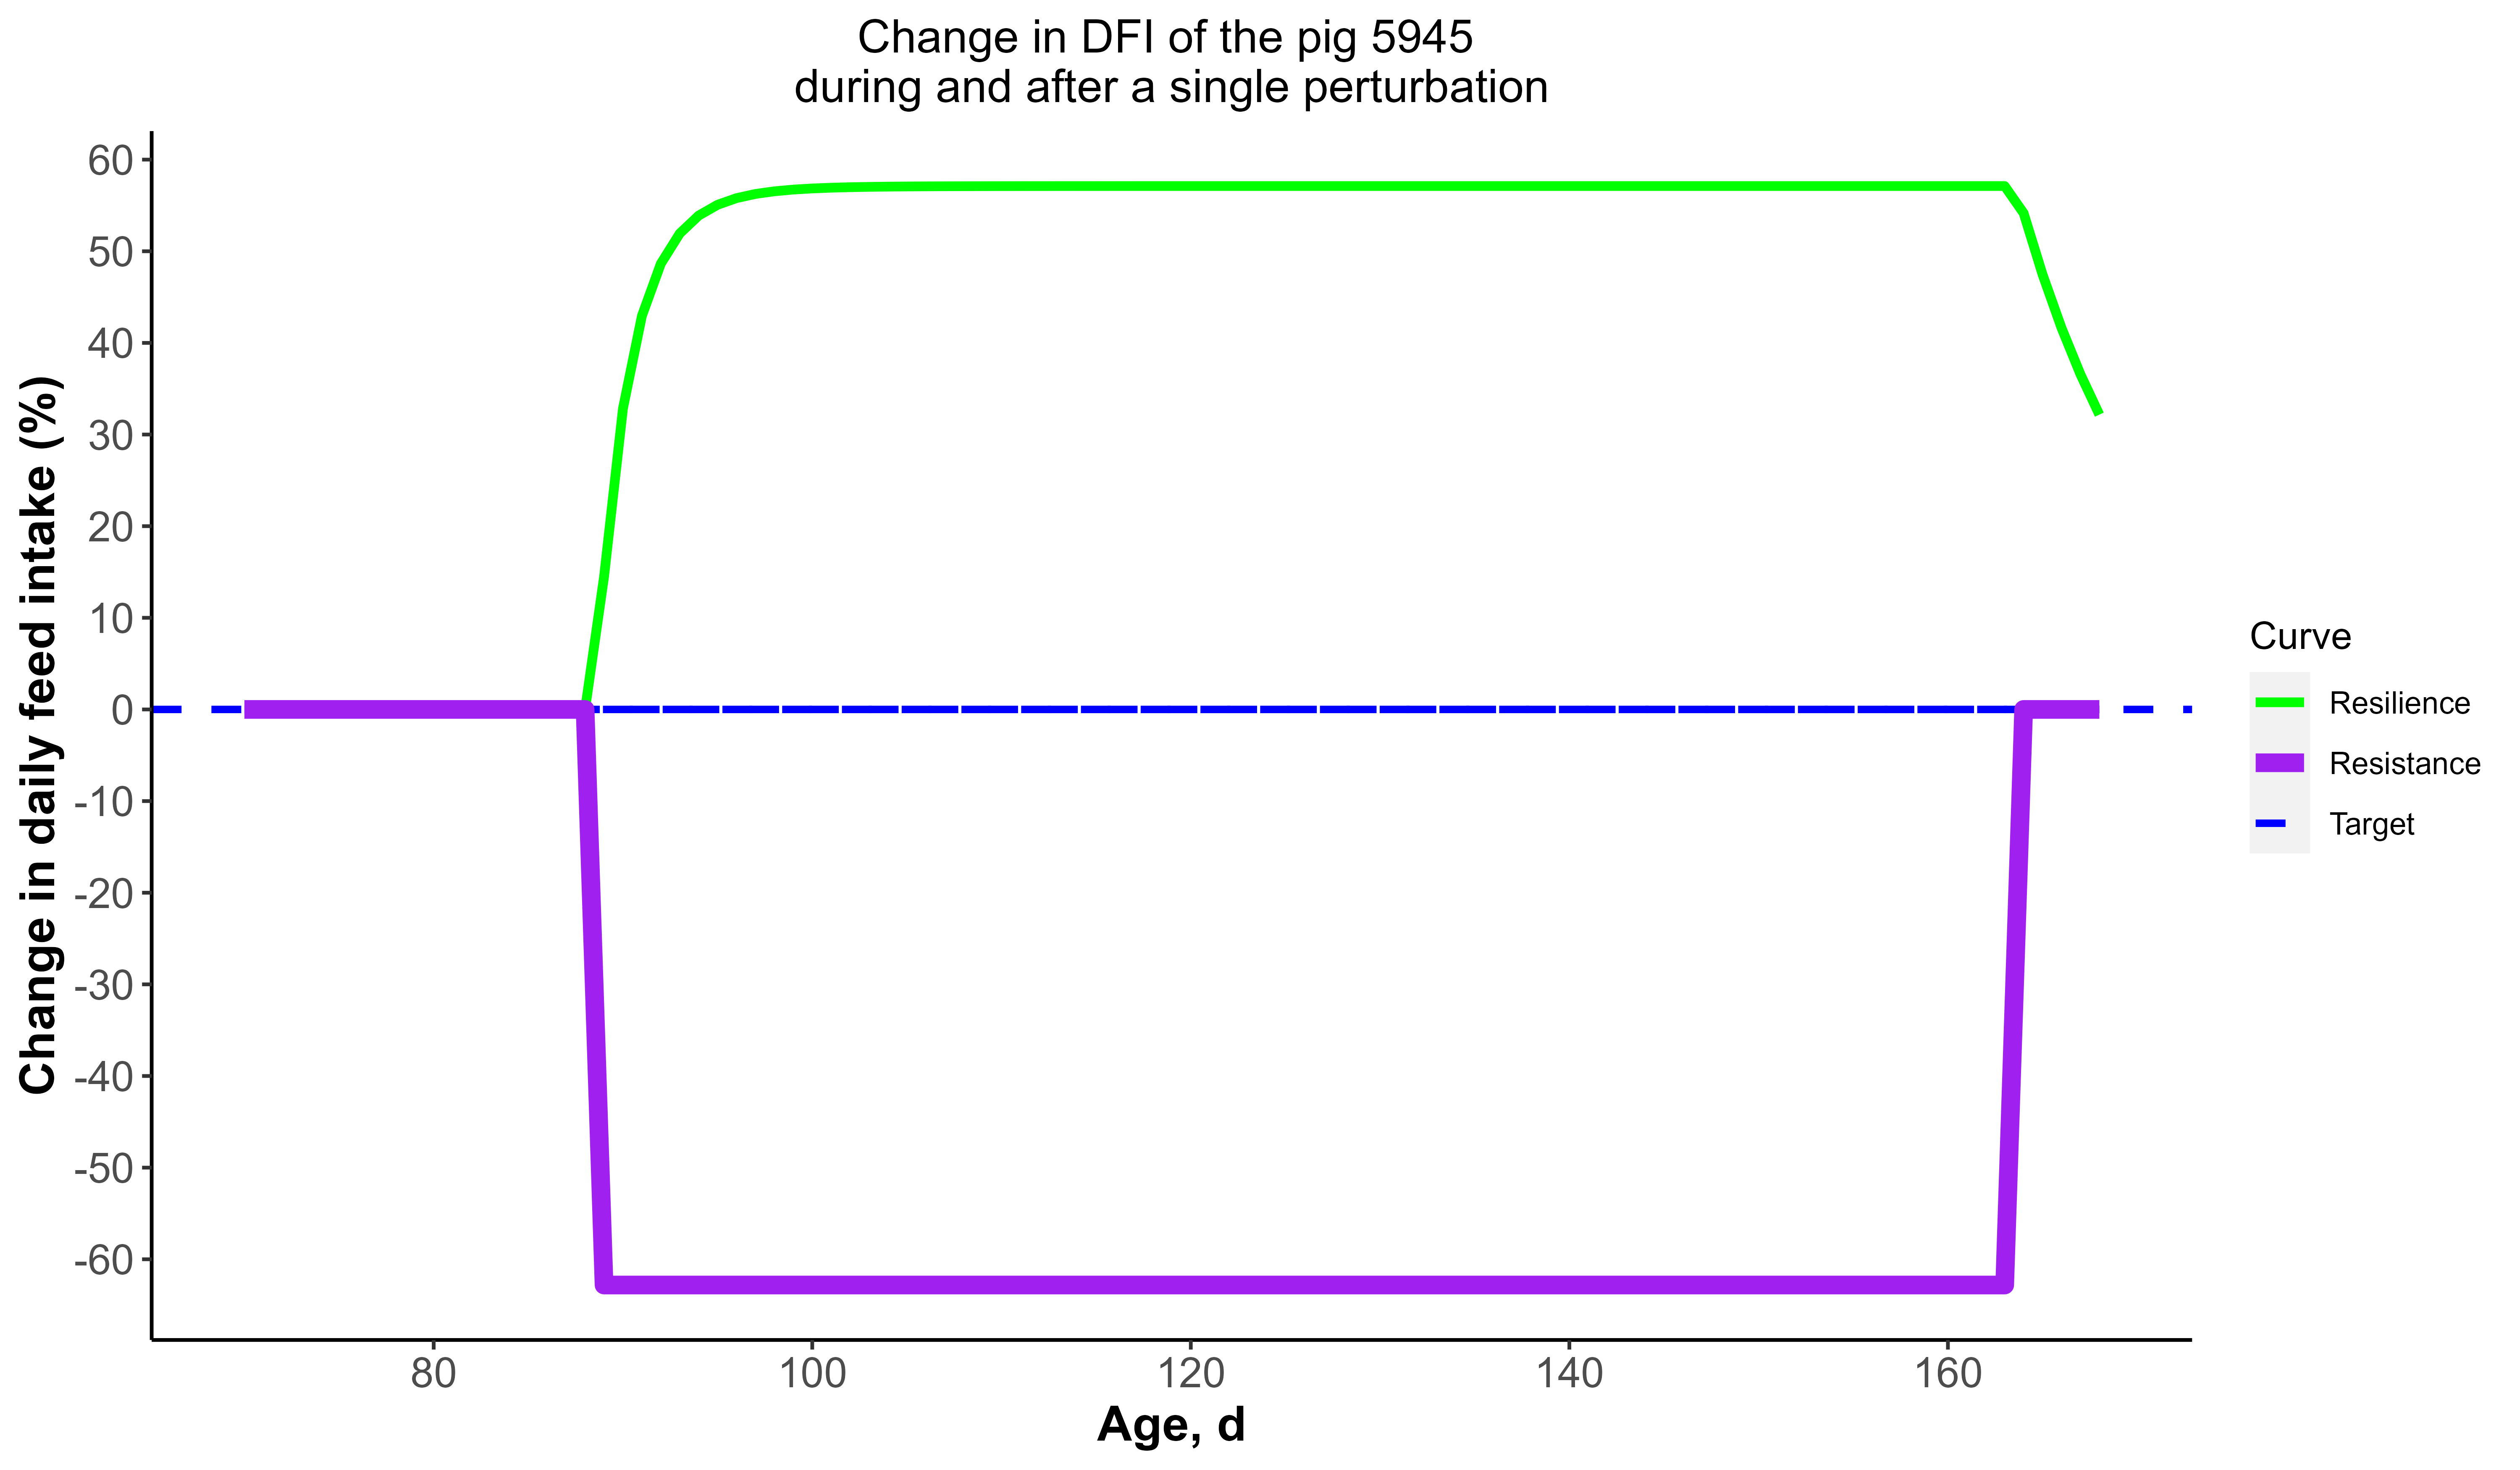 Change in DFI of the pig 5945
during and after a single perturbation
Change in daily feed intake (%)
60
50
40
30
20
10
0
-10
-20
-30
-40
-50
-60
80 100 120 140 160
Age, d
Curve
Resilience
Resistance
Target